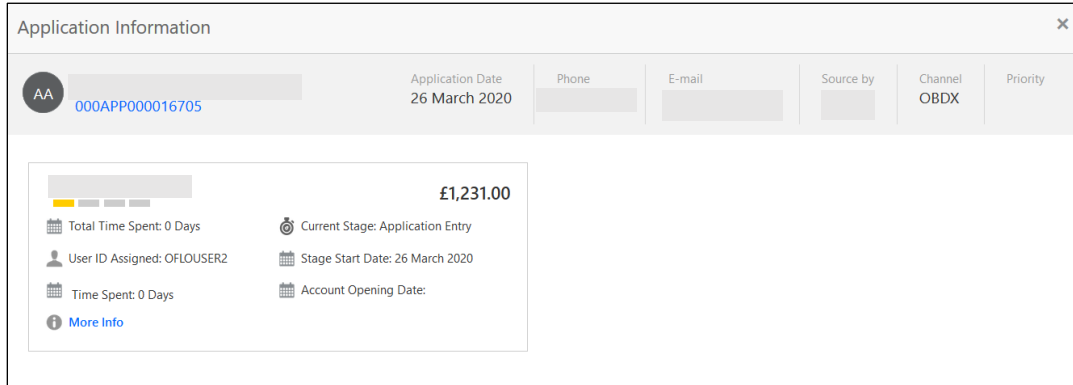 Application Information
×
AA
000APP000016705
Application Date
26 March 2020
Phone
E-mail
Source by
Channel
OBDX
Priority
£1,231.00
Total Time Spent: 0 Days
Current Stage: Application Entry
User ID Assigned: OFLOUSER2
Stage Start Date: 26 March 2020
Time Spent: 0 Days
Account Opening Date:
More Info